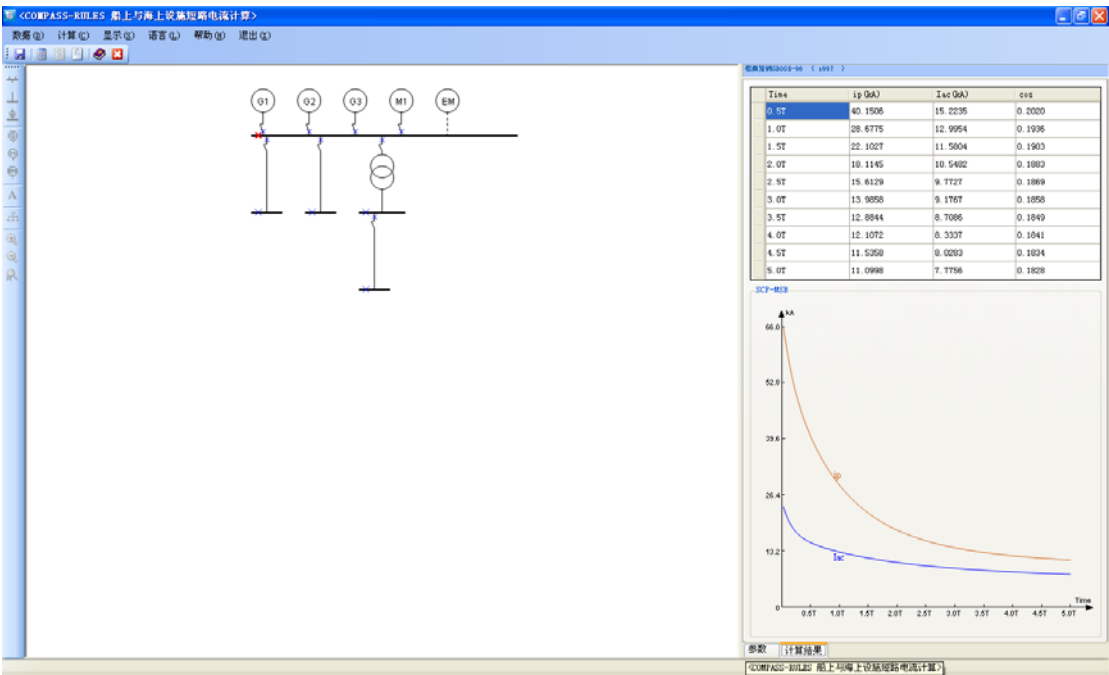 <COMPASS-RULES 船上与海上设施短路电流计算>
数据(D) 计算(C) 显示(S) 语言(L) 帮助(H) 退出(X)
A
G1 G2 G3 M1 EM
( 1997 )
Time ip(kA) Iac(kA) cos
0.5T 40.1506 15.2235 0.2020
1.0T 28.6775 12.9954 0.1936
1.5T 22.1027 11.5804 0.1903
2.0T 18.1145 10.5482 0.1883
2.5T 15.6129 9.7727 0.1869
3.0T 13.9858 9.1767 0.1858
3.5T 12.8844 8.7086 0.1849
4.0T 12.1072 8.3337 0.1841
4.5T 11.5358 8.0283 0.1834
5.0T 11.0998 7.7756 0.1828
SCP-MSB
kA
66.0
52.8
39.6
ip
26.4
13.2
Iac
Time
0
0.5T 1.0T 1.5T 2.0T 2.5T 3.0T 3.5T 4.0T 4.5T 5.0T
参数 计算结果
<COMPASS-RULES 船上与海上设施短路电流计算>